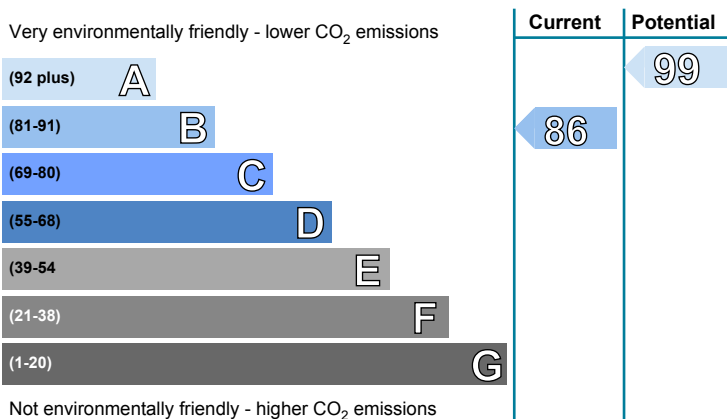 Very environmentally friendly - lower CO₂ emissions
Current
Potential
(92 plus) A
99
(81-91) B
86
(69-80) C
(55-68) D
(39-54 E
(21-38) F
(1-20) G
Not environmentally friendly - higher CO₂ emissions